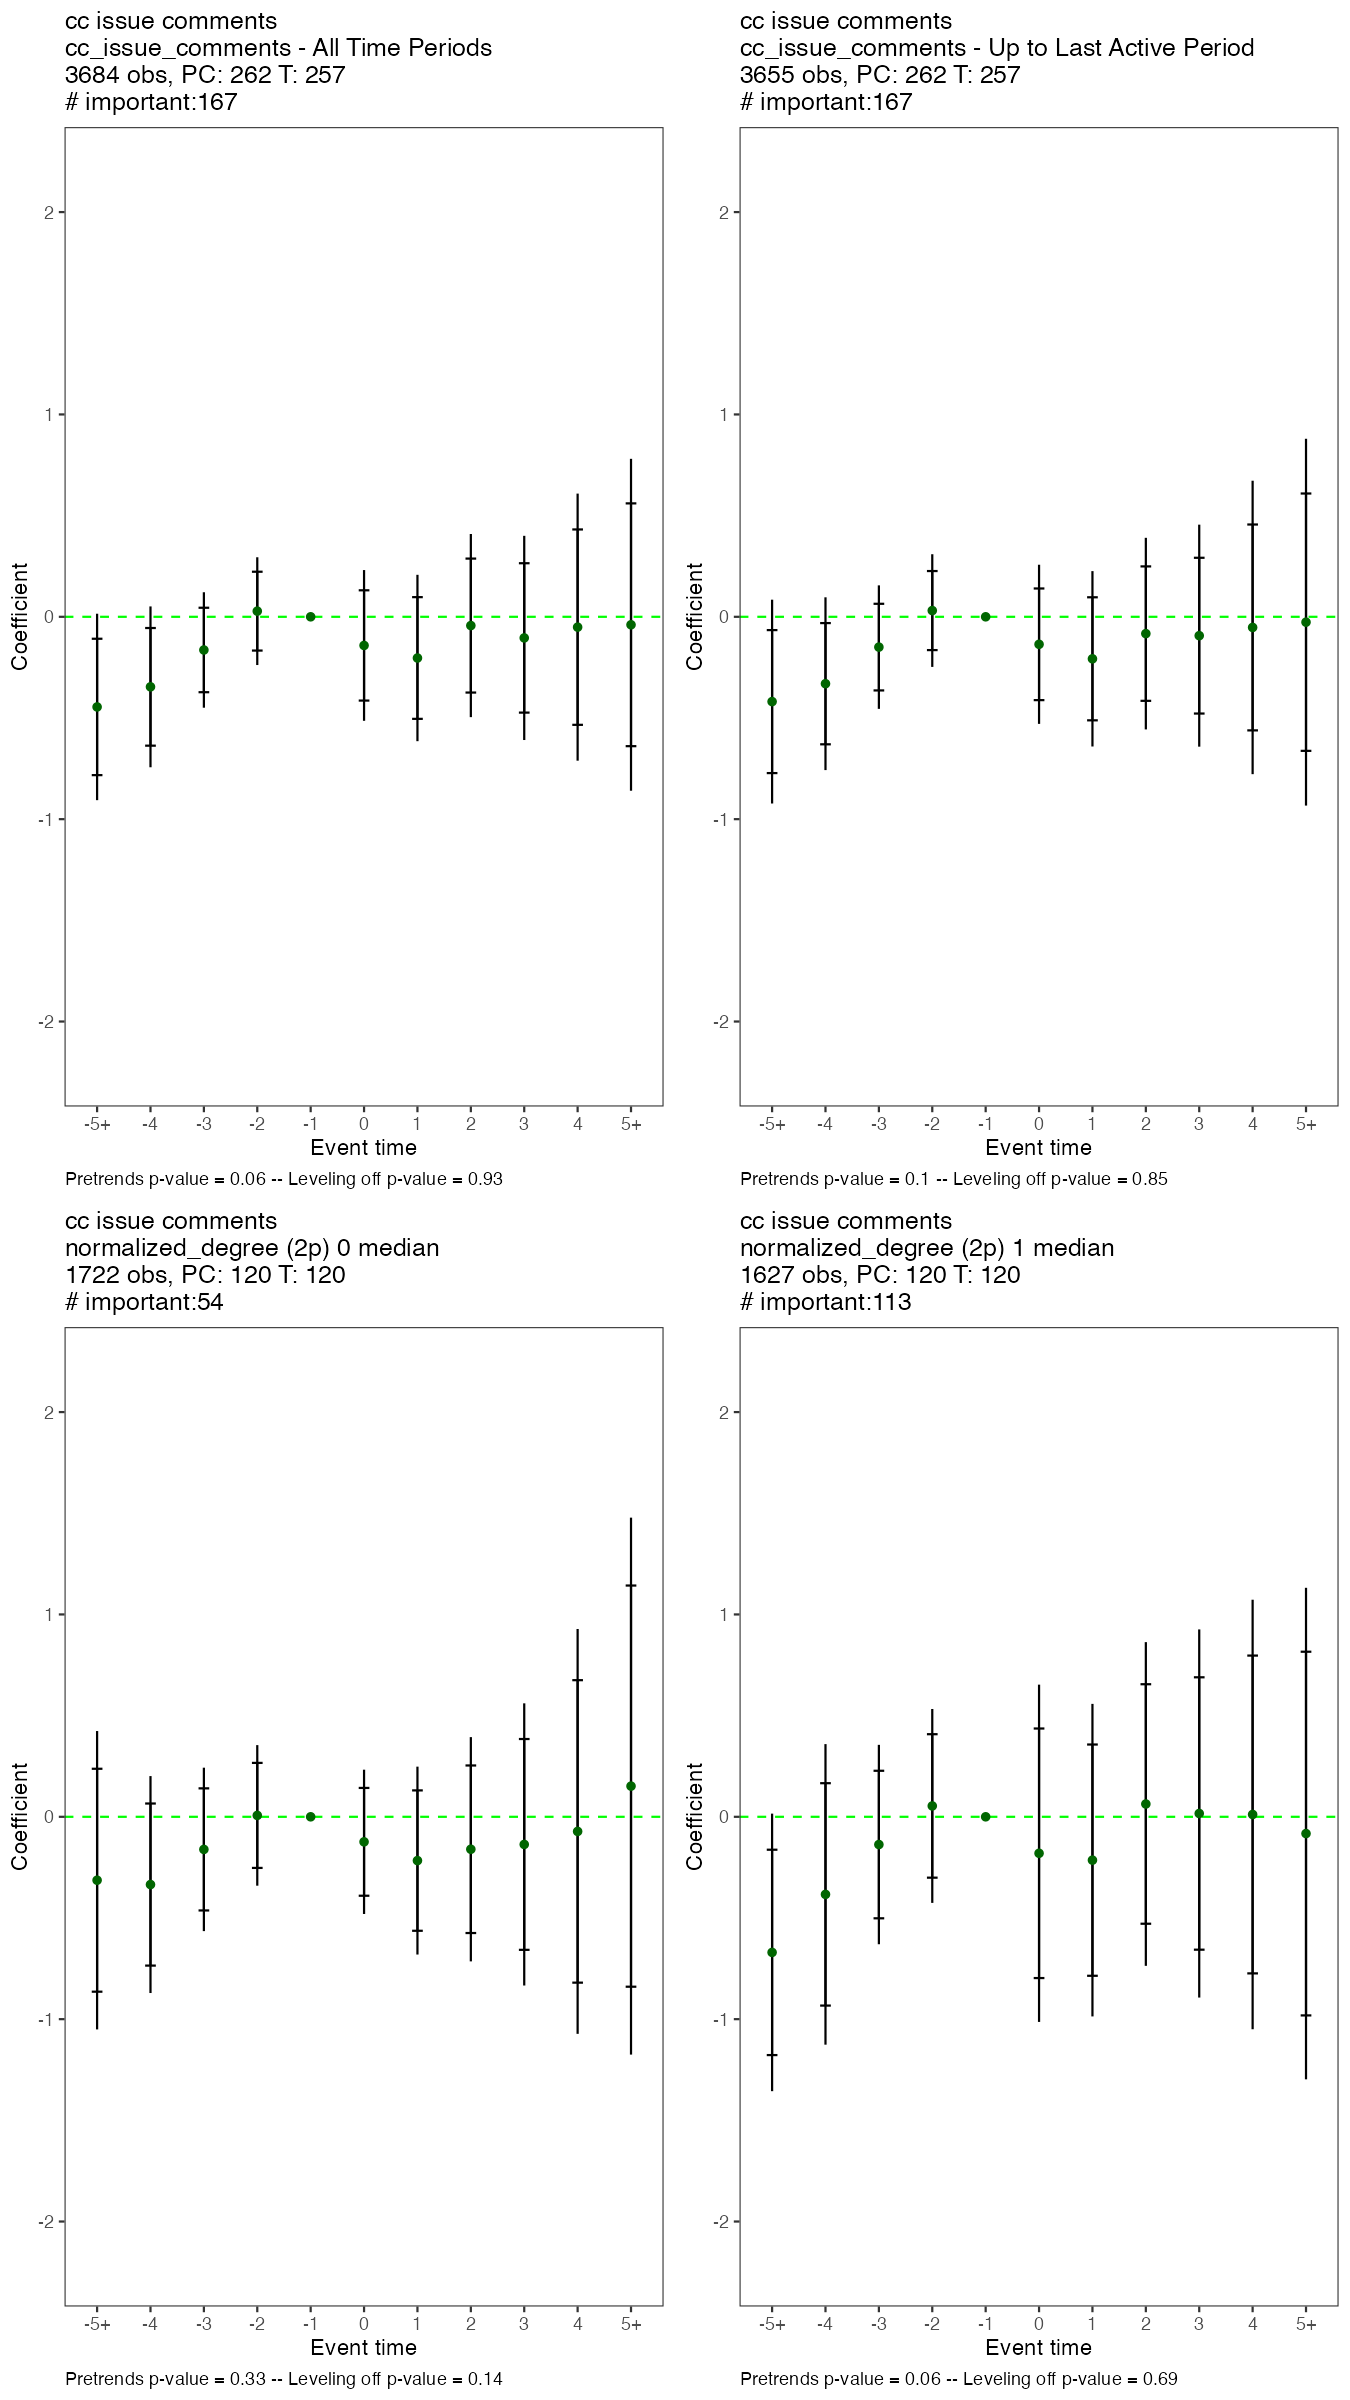 cc issue comments
cc_issue_comments - All Time Periods
3684 obs, PC: 262 T: 257
# important:167
2
1
0
-1
-2
Coefficient
-5+ -4 -3 -2 -1 0 1 2 3 4 5+
Event time
Pretrends p-value = 0.06 -- Leveling off p-value = 0.93
cc issue comments
cc_issue_comments - Up to Last Active Period
3655 obs, PC: 262 T: 257
# important:167
2
1
0
-1
-2
Coefficient
-5+ -4 -3 -2 -1 0 1 2 3 4 5+
Event time
Pretrends p-value = 0.1 -- Leveling off p-value = 0.85
cc issue comments
normalized_degree (2p) 0 median
1722 obs, PC: 120 T: 120
# important:54
2
1
0
-1
-2
Coefficient
-5+ -4 -3 -2 -1 0 1 2 3 4 5+
Event time
Pretrends p-value = 0.33 -- Leveling off p-value = 0.14
cc issue comments
normalized_degree (2p) 1 median
1627 obs, PC: 120 T: 120
# important:113
2
1
0
-1
-2
Coefficient
-5+ -4 -3 -2 -1 0 1 2 3 4 5+
Event time
Pretrends p-value = 0.06 -- Leveling off p-value = 0.69